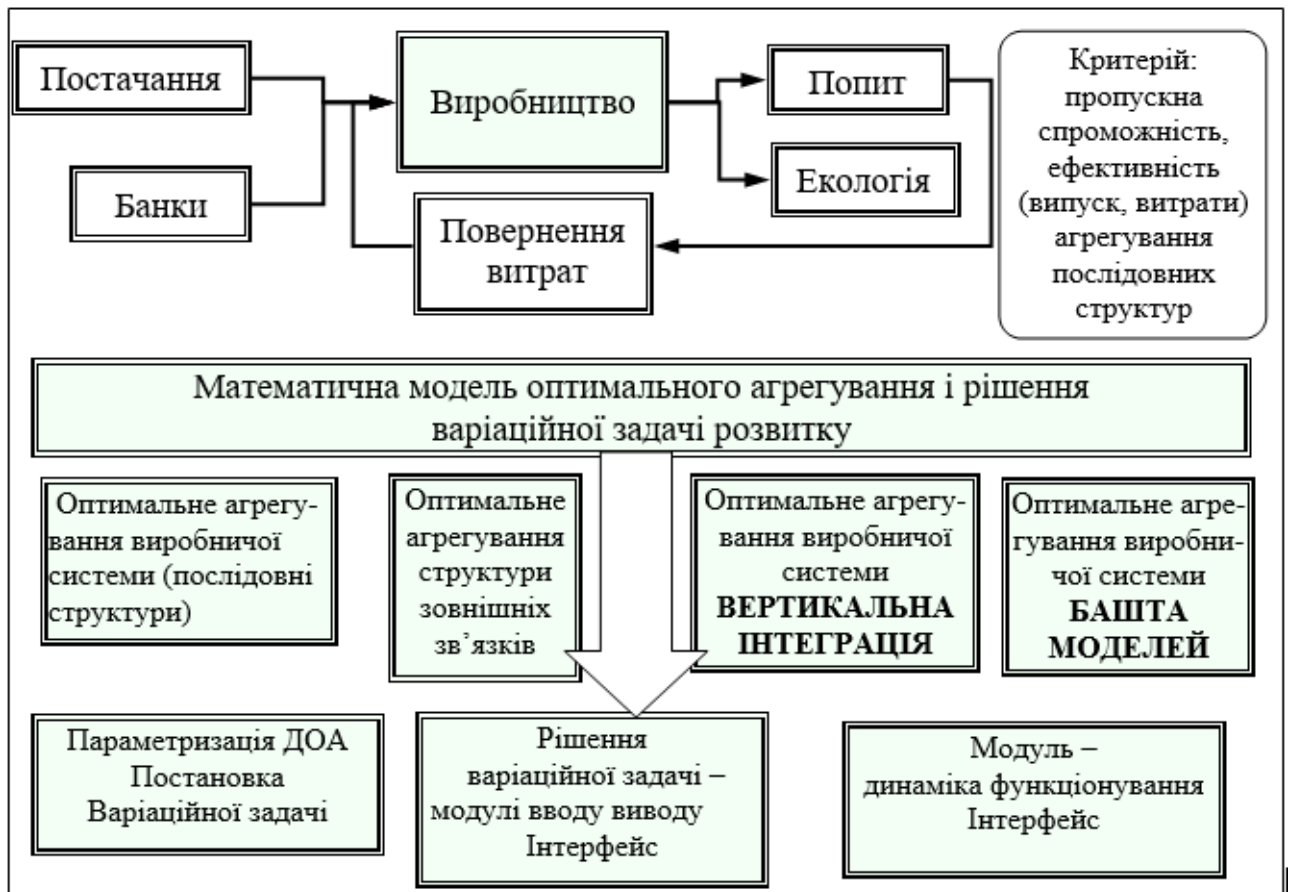 Постачання
Банки
Виробництво
Повернення
витрат
Попит
Екологія
Критерій:
пропускна
спроможність,
ефективність
(випуск, витрати)
агрегування
послідовних
структур
Математична модель оптимального агрегування і рішення
варіаційної задачі розвитку
Оптимальне агрегу-
вання виробничої
системи (послідовні
структури)
Оптимальне
агрегування
структури
зовнішніх
зв’язків
Оптимальне агрегу-
вання виробничої
системи
ВЕРТИКАЛЬНА
ІНТЕГРАЦІЯ
Оптимальне агре-
гування виробни-
чої системи
БАШТА
МОДЕЛЕЙ
Параметризація ДОА
Постановка
Варіаційної задачі
Рішення
варіаційної задачі –
модулі вводу виводу
Інтерфейс
Модуль –
динаміка функціонування
Інтерфейс